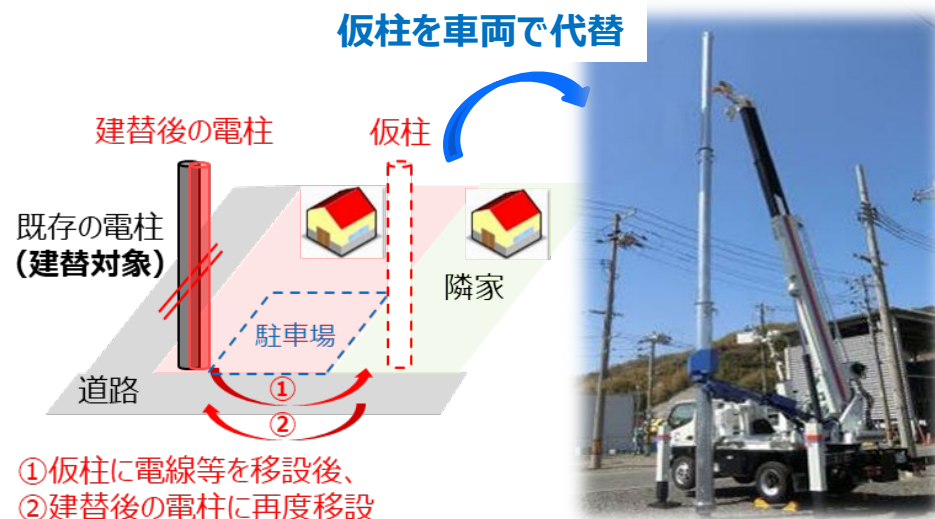 仮柱を車両で代替
建替後の電柱
仮柱
既存の電柱
（建替対象）
隣家
駐車場
道路
①
②
①仮柱に電線等を移設後、
②建替後の電柱に再度移設